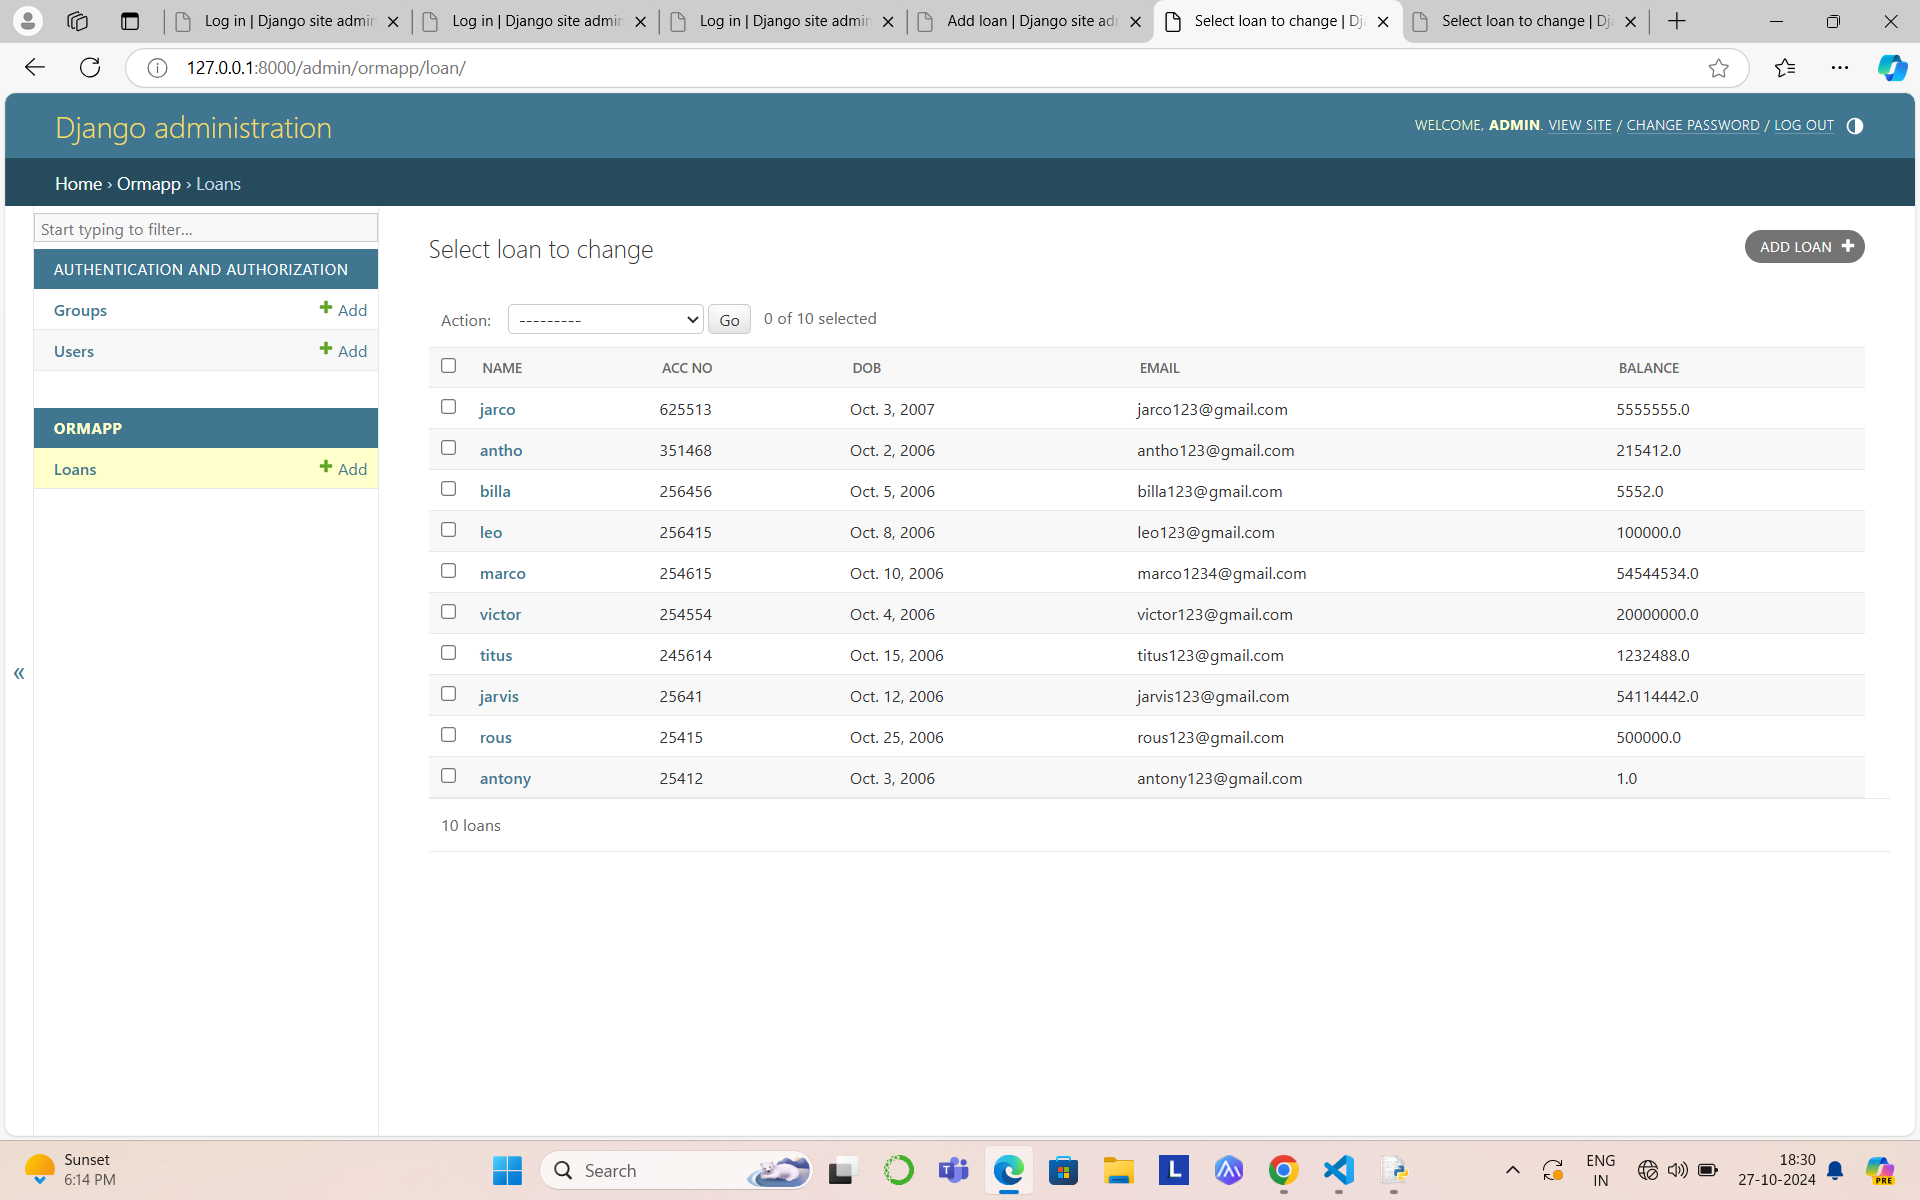 Log in | Django site admin
Log in | Django site admin
Log in | Django site admin
Add loan | Django site ad
Select loan to change | Dj
Select loan to change | Dj
127.0.0.1:8000/admin/ormapp/loan/
Django administration
WELCOME, ADMIN. VIEW SITE / CHANGE PASSWORD / LOG OUT
Home › Ormapp › Loans
Start typing to filter...
AUTHENTICATION AND AUTHORIZATION
Groups Add
Users Add
ORMAPP
Loans Add
«
Select loan to change
ADD LOAN
Action: --------- Go 0 of 10 selected
NAME ACC NO DOB EMAIL BALANCE
jarco 625513 Oct. 3, 2007 jarco123@gmail.com 5555555.0
antho 351468 Oct. 2, 2006 antho123@gmail.com 215412.0
billa 256456 Oct. 5, 2006 billa123@gmail.com 5552.0
leo 256415 Oct. 8, 2006 leo123@gmail.com 100000.0
marco 254615 Oct. 10, 2006 marco1234@gmail.com 54544534.0
victor 254554 Oct. 4, 2006 victor123@gmail.com 20000000.0
titus 245614 Oct. 15, 2006 titus123@gmail.com 1232488.0
jarvis 25641 Oct. 12, 2006 jarvis123@gmail.com 54114442.0
rous 25415 Oct. 25, 2006 rous123@gmail.com 500000.0
antony 25412 Oct. 3, 2006 antony123@gmail.com 1.0
10 loans
Sunset
6:14 PM
Search
T
L
ENG
IN
18:30
27-10-2024
PRE